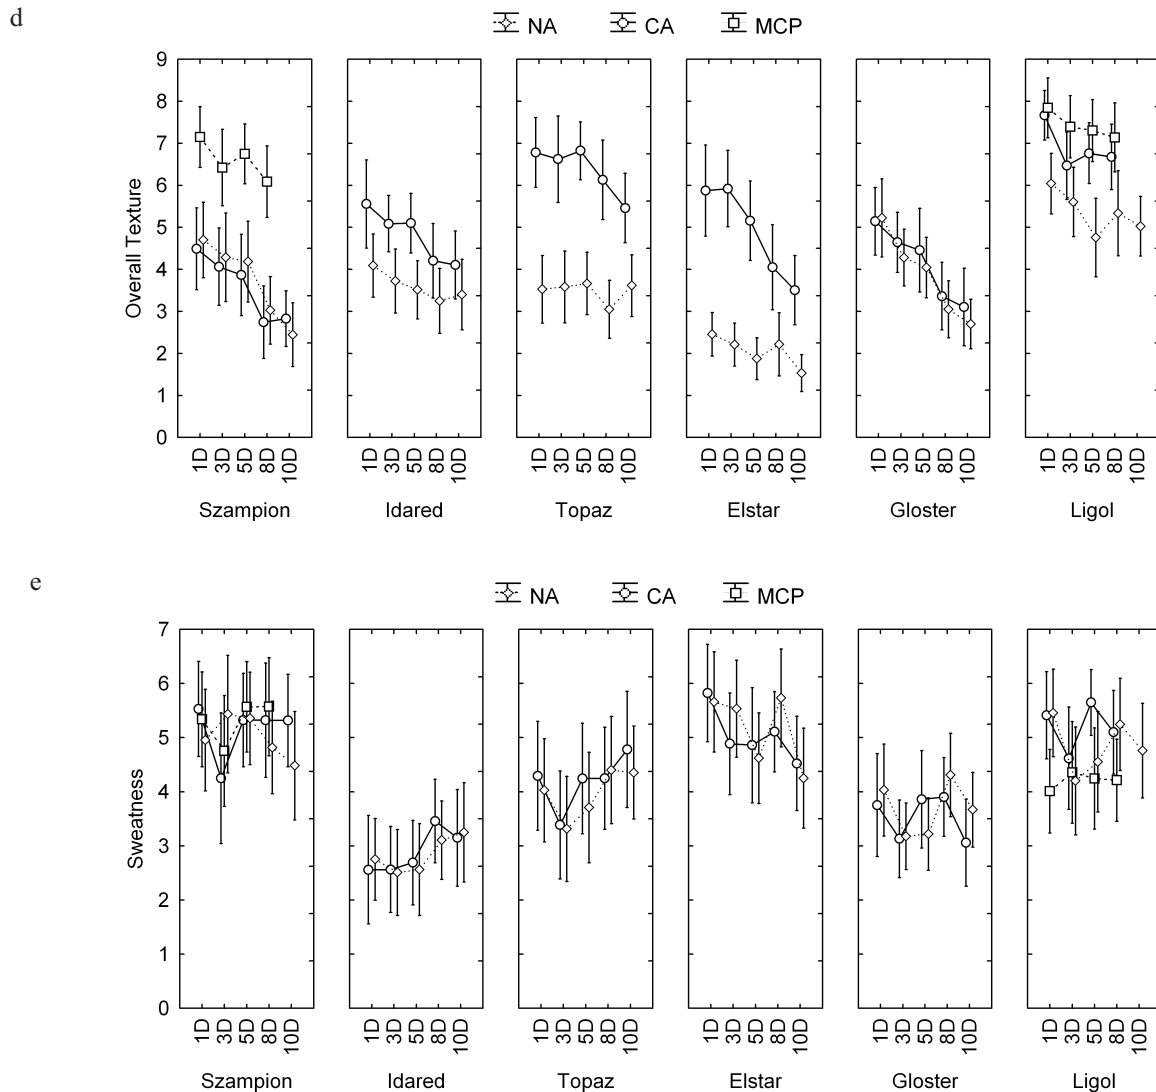 d
NA CA MCP
Overall Texture
9
8
7
6
5
4
3
2
1
0
1D 3D 5D 8D 10D 1D 3D 5D 8D 10D 1D 3D 5D 8D 10D 1D 3D 5D 8D 10D 1D 3D 5D 8D 10D 1D 3D 5D 8D 10D
Szampion Idared Topaz Elstar Gloster Ligol
e
NA CA MCP
Sweatness
7
6
5
4
3
2
1
0
1D 3D 5D 8D 10D 1D 3D 5D 8D 10D 1D 3D 5D 8D 10D 1D 3D 5D 8D 10D 1D 3D 5D 8D 10D 1D 3D 5D 8D 10D
Szampion Idared Topaz Elstar Gloster Ligol